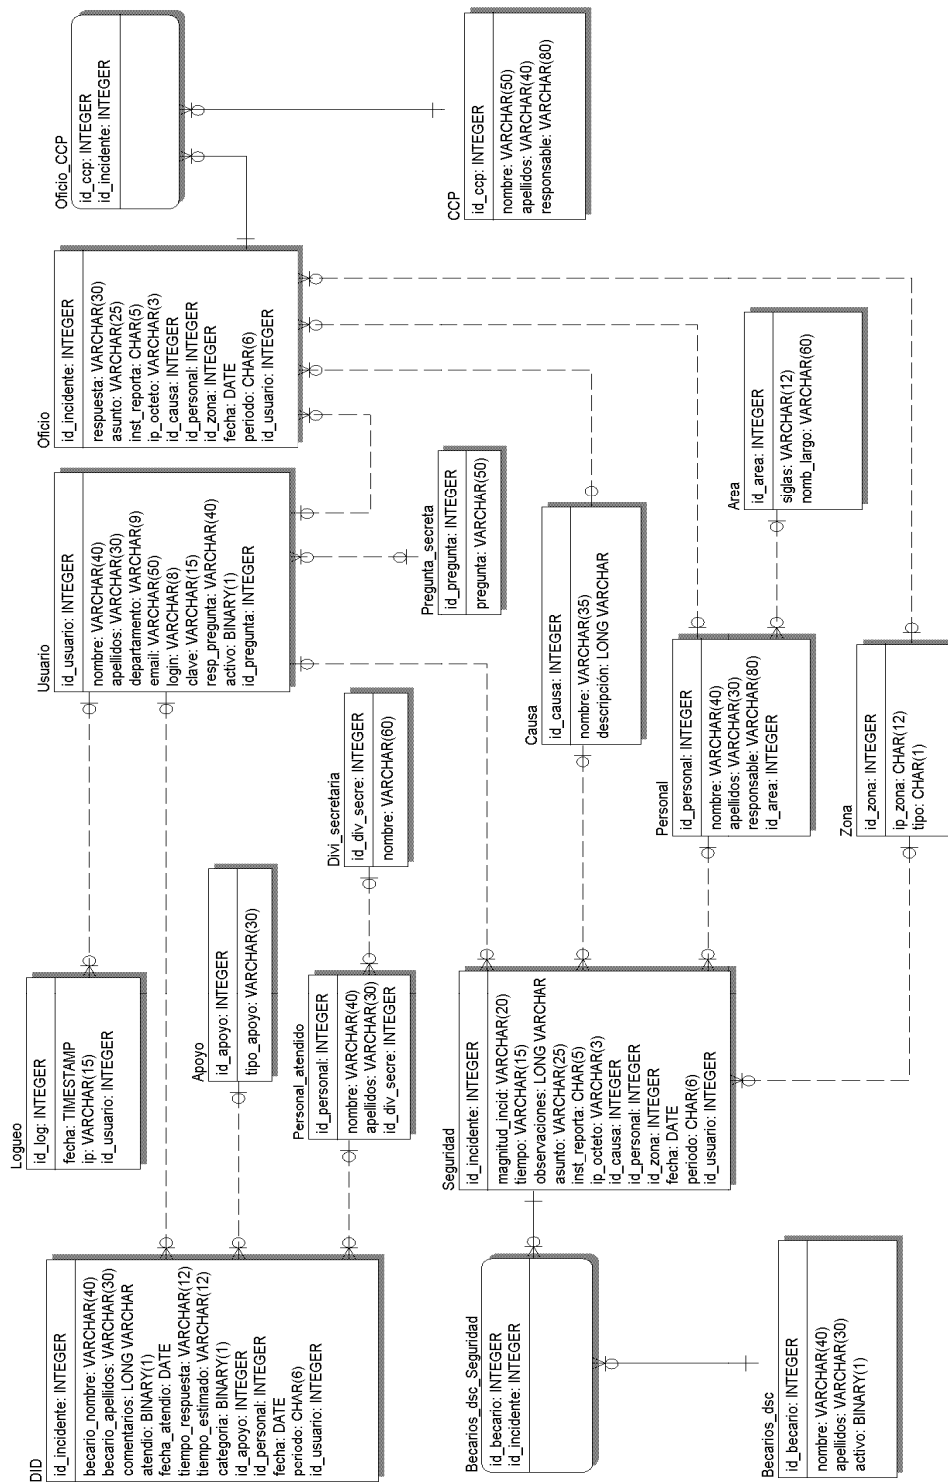 DID
id_incidente: INTEGER
becario_nombre: VARCHAR(40)
becario_apellidos: VARCHAR(30)
comentarios: LONG VARCHAR
atendio: BINARY(1)
fecha_atendio: DATE
tiempo_respuesta: VARCHAR(12)
tiempo_estimado: VARCHAR(12)
categoria: BINARY(1)
id_apoyo: INTEGER
id_personal: INTEGER
fecha: DATE
periodo: CHAR(6)
id_usuario: INTEGER
Logueo
id_log: INTEGER
fecha: TIMESTAMP
ip: VARCHAR(15)
id_usuario: INTEGER
Usuario
id_usuario: INTEGER
nombre: VARCHAR(40)
apellidos: VARCHAR(30)
departamento: VARCHAR(9)
email: VARCHAR(50)
login: VARCHAR(8)
clave: VARCHAR(15)
resp_pregunta: VARCHAR(40)
activo: BINARY(1)
id_pregunta: INTEGER
Oficio
id_incidente: INTEGER
respuesta: VARCHAR(30)
asunto: VARCHAR(25)
inst_reporta: CHAR(5)
ip_octeto: VARCHAR(3)
id_causa: INTEGER
id_personal: INTEGER
id_zona: INTEGER
fecha: DATE
periodo: CHAR(6)
id_usuario: INTEGER
Oficio_CCP
id_ccp: INTEGER
id_incidente: INTEGER
Apoyo
id_apoyo: INTEGER
tipo_apoyo: VARCHAR(30)
Personal_atendido
id_personal: INTEGER
nombre: VARCHAR(40)
apellidos: VARCHAR(30)
id_div_secre: INTEGER
Divi_secretaria
id_div_secre: INTEGER
nombre: VARCHAR(60)
Pregunta_secreta
id_pregunta: INTEGER
pregunta: VARCHAR(50)
CCP
id_ccp: INTEGER
nombre: VARCHAR(50)
apellidos: VARCHAR(40)
responsable: VARCHAR(80)
Seguridad
id_incidente: INTEGER
magnitud_incid: VARCHAR(20)
tiempo: VARCHAR(15)
observaciones: LONG VARCHAR
asunto: VARCHAR(25)
inst_reporta: CHAR(5)
ip_octeto: VARCHAR(3)
id_causa: INTEGER
id_personal: INTEGER
id_zona: INTEGER
fecha: DATE
periodo: CHAR(6)
id_usuario: INTEGER
Causa
id_causa: INTEGER
nombre: VARCHAR(35)
descripción: LONG VARCHAR
Becarios_dsc_Seguridad
id_becario: INTEGER
id_incidente: INTEGER
Personal
id_personal: INTEGER
nombre: VARCHAR(40)
apellidos: VARCHAR(30)
responsable: VARCHAR(80)
id_area: INTEGER
Area
id_area: INTEGER
siglas: VARCHAR(12)
nomb_largo: VARCHAR(60)
Becarios_dsc
id_becario: INTEGER
nombre: VARCHAR(40)
apellidos: VARCHAR(30)
activo: BINARY(1)
Zona
id_zona: INTEGER
ip_zona: CHAR(12)
tipo: CHAR(1)